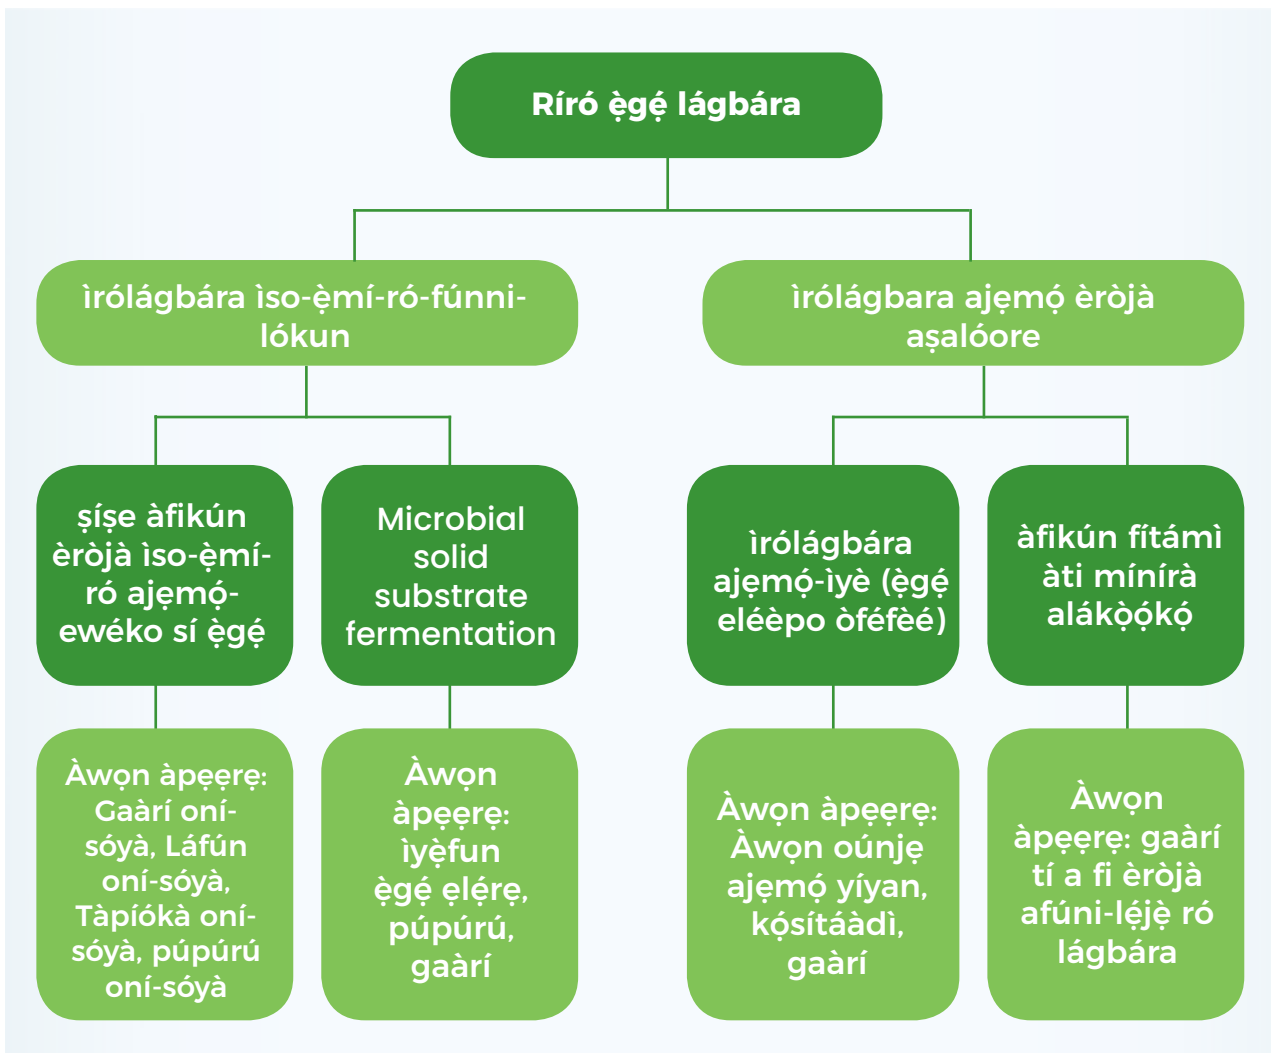 Ríró ẹ̀gẹ́ lágbára
ìrólágbára ìso-ẹ̀mí-ró-fúnni-
lókun
ìrólágbara ajẹmọ́ èròjà
aṣalóore
ṣíṣe àfikún
èròjà ìso-ẹ̀mí-
ró ajẹmọ́-
ewéko sí ẹ̀gẹ́
Microbial
solid
substrate
fermentation
ìrólágbára
ajẹmọ́-ìyè (ẹ̀gẹ́
eléèpo òféfèé)
àfikún fítámì
àti mínírà
alákọ̀ọ́kọ́
Àwọn àpẹẹrẹ:
Gaàrí oní-
sóyà, Láfún
oní-sóyà,
Tàpíókà oní-
sóyà, púpúrú
oní-sóyà
Àwọn
àpẹẹrẹ:
ìyẹ̀fun
ẹ̀gẹ́ ẹlẹ́rẹ,
púpúrú,
gaàrí
Àwọn àpẹẹrẹ:
Àwọn oúnjẹ
ajẹmọ́ yíyan,
kọ́sítáàdì,
gaàrí
Àwọn
àpẹẹrẹ: gaàrí
tí a fi èròjà
afúni-lẹ́jẹ̀ ró
lágbára